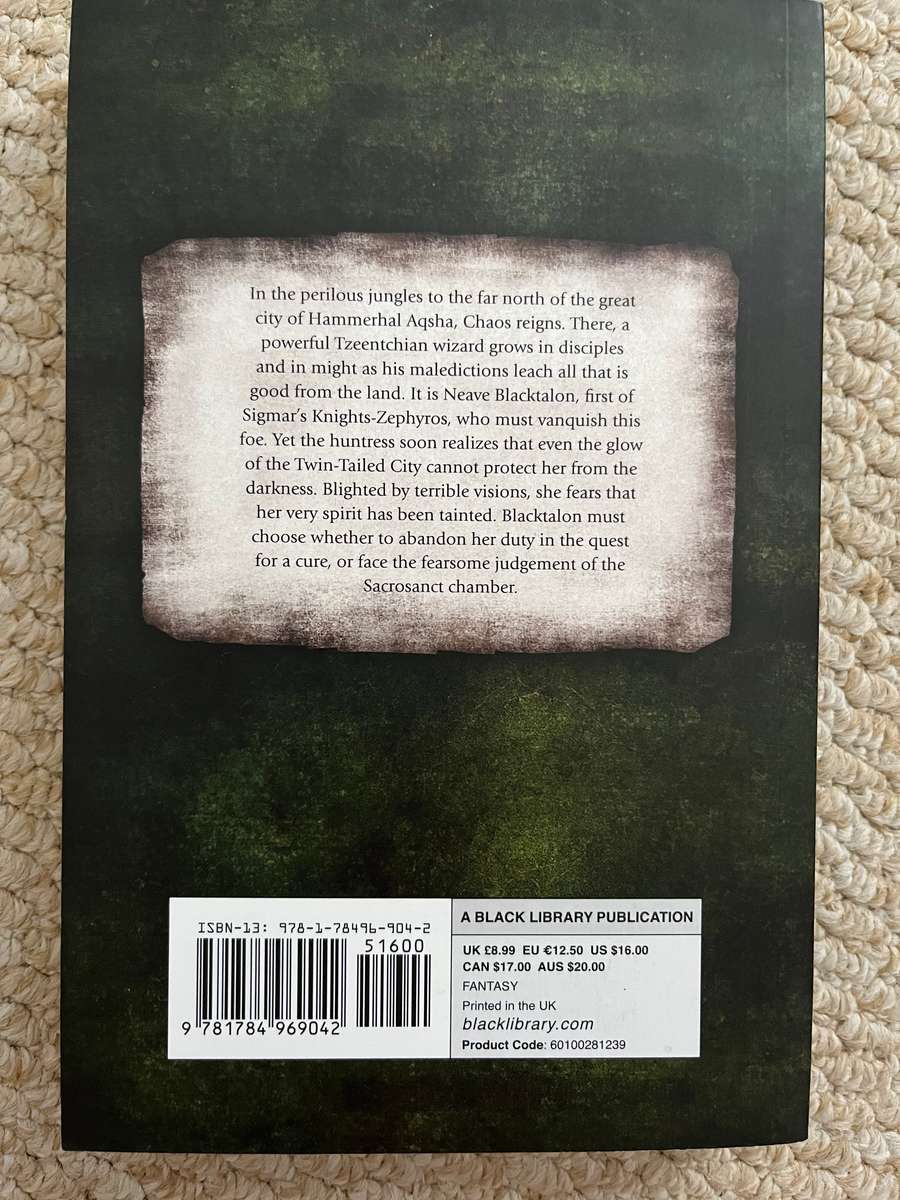 In the perilous jungles to the far north of the great
city of Hammerhal Aqsha, Chaos reigns. There, a
powerful Tzeentchian wizard grows in disciples
and in might as his maledictions leach all that is
good from the land. It is Neave Blacktalon, first of
Sigmar's Knights-Zephyros, who must vanquish this
foe. Yet the huntress soon realizes that even the glow
of the Twin-Tailed City cannot protect her from the
darkness. Blighted by terrible visions, she fears that
her very spirit has been tainted. Blacktalon must
choose whether to abandon her duty in the quest
for a cure, or face the fearsome judgement of the
Sacrosanct chamber.
ISBN-13: 978-1-78496-904-2
51600
9 781784 969042
A BLACK LIBRARY PUBLICATION
UK £8.99 EU €12.50 US $16.00
CAN $17.00 AUS $20.00
FANTASY
Printed in the UK
blacklibrary.com
Product Code: 60100281239